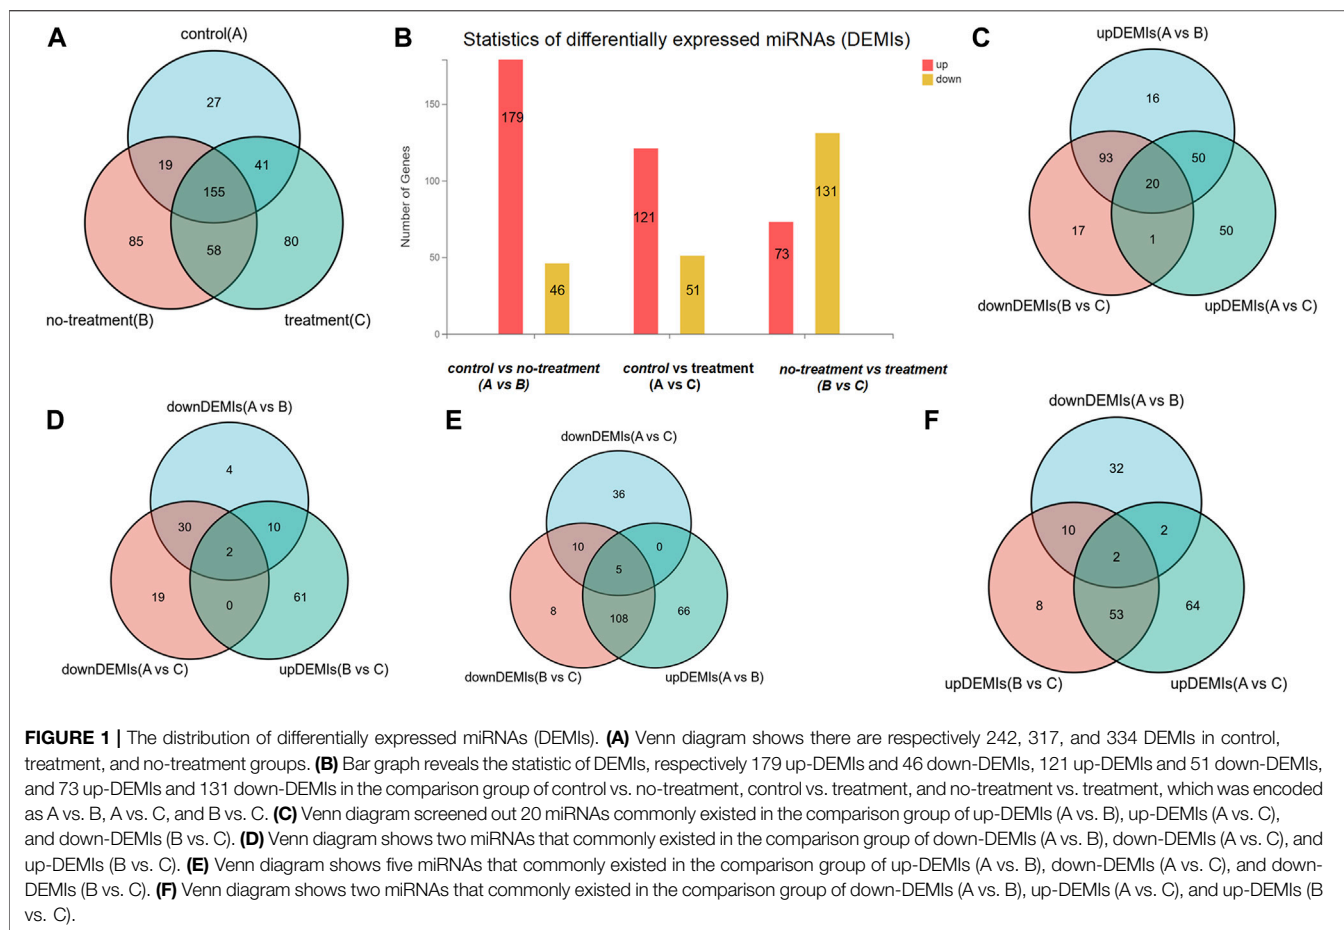 A
control(A)
27
19
41
155
85
58
80
no-treatment(B)
treatment(C)
B
Statistics of differentially expressed miRNAs (DEMIs)
up
down
Number of Genes
150
100
50
0
179
46
121
51
73
131
control vs no-treatment
(A vs B)
control vs treatment
(A vs C)
no-treatment vs treatment
(B vs C)
C
upDEMIs(A vs B)
16
93
50
20
17
1
50
downDEMIs(B vs C)
upDEMIs(A vs C)
D
downDEMIs(A vs B)
4
30
10
2
19
0
61
downDEMIs(A vs C)
upDEMIs(B vs C)
E
downDEMIs(A vs C)
36
10
0
5
8
108
66
downDEMIs(B vs C)
upDEMIs(A vs B)
F
downDEMIs(A vs B)
32
10
2
2
8
53
64
upDEMIs(B vs C)
upDEMIs(A vs C)
FIGURE 1 | The distribution of differentially expressed miRNAs (DEMIs). (A) Venn diagram shows there are respectively 242, 317, and 334 DEMIs in control,
treatment, and no-treatment groups. (B) Bar graph reveals the statistic of DEMIs, respectively 179 up-DEMIs and 46 down-DEMIs, 121 up-DEMIs and 51 down-DEMIs,
and 73 up-DEMIs and 131 down-DEMIs in the comparison group of control vs. no-treatment, control vs. treatment, and no-treatment vs. treatment, which was encoded
as A vs. B, A vs. C, and B vs. C. (C) Venn diagram screened out 20 miRNAs commonly existed in the comparison group of up-DEMIs (A vs. B), up-DEMIs (A vs. C),
and down-DEMIs (B vs. C). (D) Venn diagram shows two miRNAs that commonly existed in the comparison group of down-DEMIs (A vs. B), down-DEMIs (A vs. C), and
up-DEMIs (B vs. C). (E) Venn diagram shows five miRNAs that commonly existed in the comparison group of up-DEMIs (A vs. B), down-DEMIs (A vs. C), and down-
DEMIs (B vs. C). (F) Venn diagram shows two miRNAs that commonly existed in the comparison group of down-DEMIs (A vs. B), up-DEMIs (A vs. C), and up-DEMIs (B
vs. C).